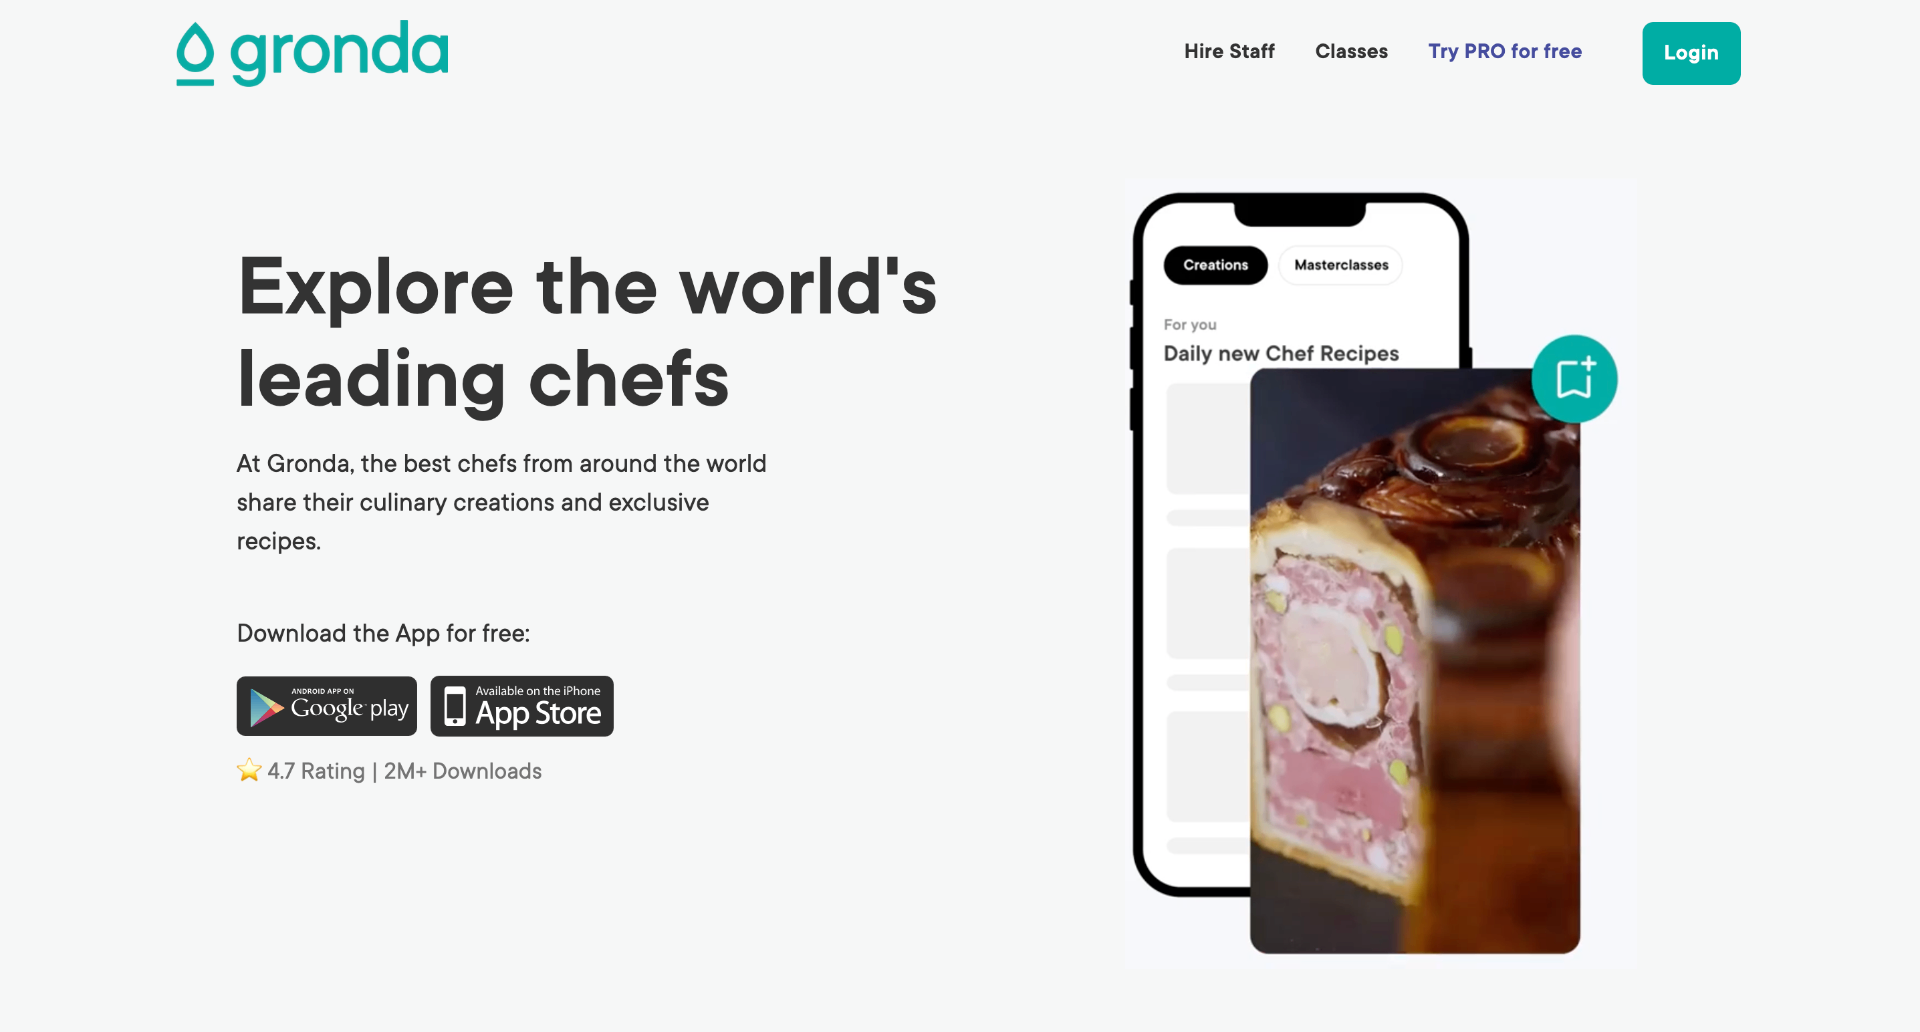 gronda
Hire Staff
Classes
Try PRO for free
Login
Explore the world's
leading chefs
At Gronda, the best chefs from around the world
share their culinary creations and exclusive
recipes.
Download the App for free:
ANDROID APP ON
Google play
Available on the iPhone
App Store
4.7 Rating | 2M+ Downloads
Creations
Masterclasses
For you
Daily new Chef Recipes